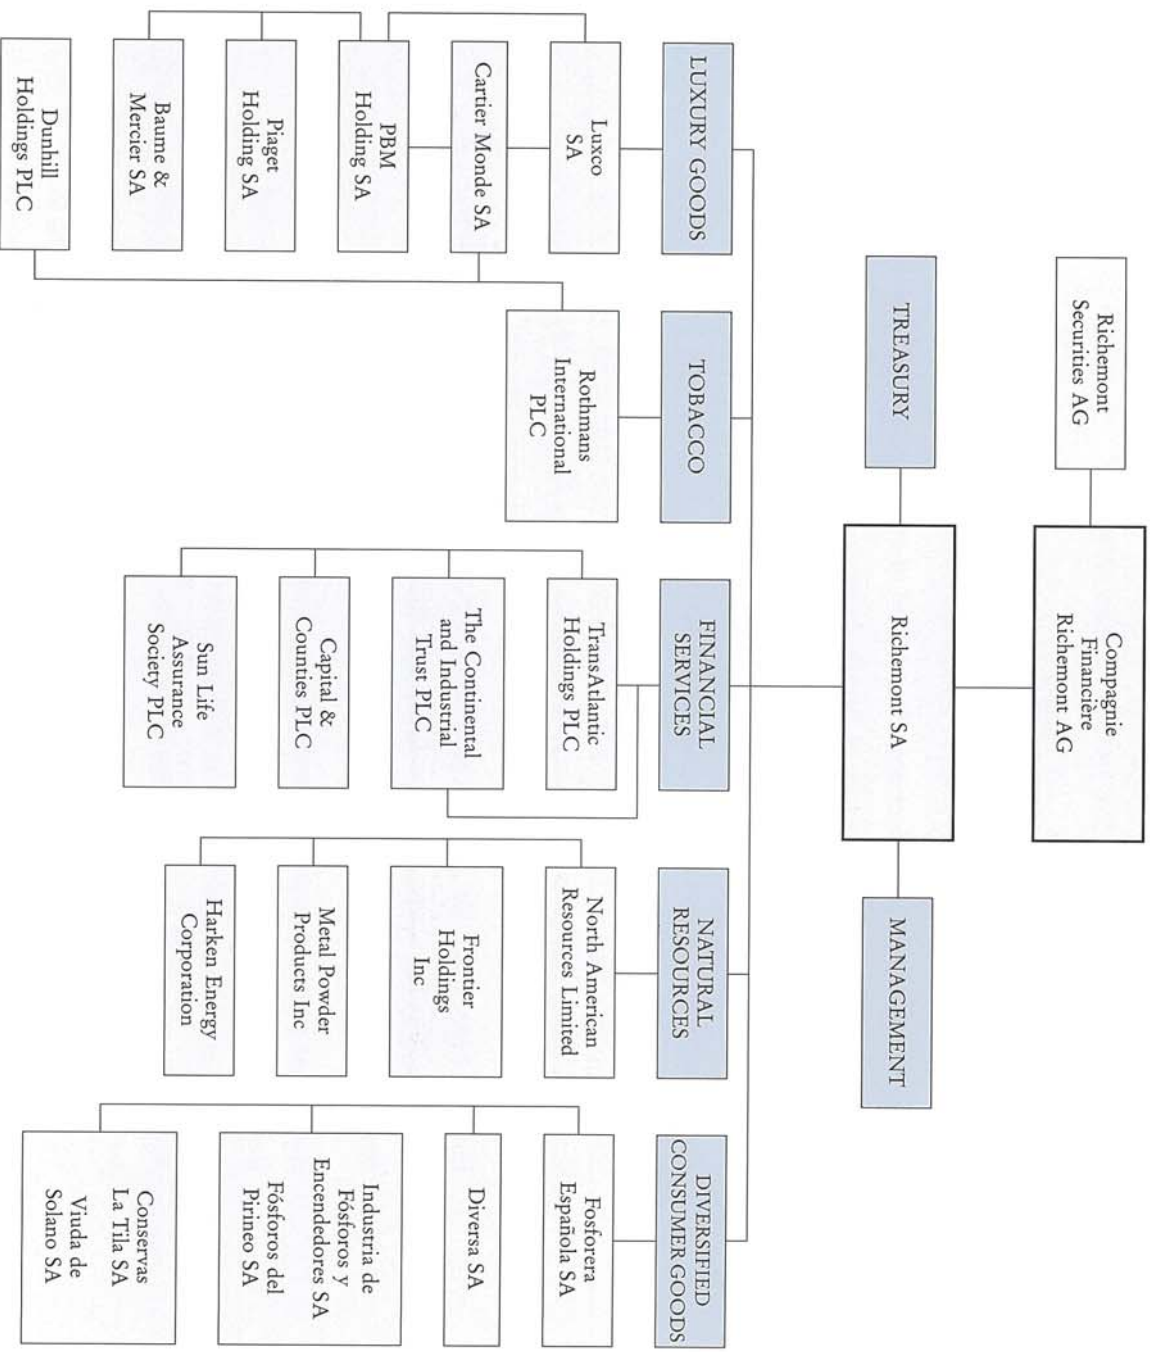 Richemont
Securities AG
Compagnie
Financière
Richemont AG
TREASURY
Richemont SA
MANAGEMENT
LUXURY GOODS
Luxco
SA
Cartier Monde SA
PBM
Holding SA
Piaget
Holding SA
Baume &
Mercier SA
Dunhill
Holdings PLC
TOBACCO
Rothmans
International
PLC
FINANCIAL
SERVICES
TransAtlantic
Holdings PLC
The Continental
and Industrial
Trust PLC
Capital &
Counties PLC
Sun Life
Assurance
Society PLC
NATURAL
RESOURCES
North American
Resources Limited
Frontier
Holdings
Inc
Metal Powder
Products Inc
Harken Energy
Corporation
DIVERSIFIED
CONSUMER GOODS
Fosforera
Española SA
Diversa SA
Industria de
Fósforos y
Encendedores SA
Fósforos del
Pirineo SA
Conservas
La Tila SA
Viuda de
Solano SA